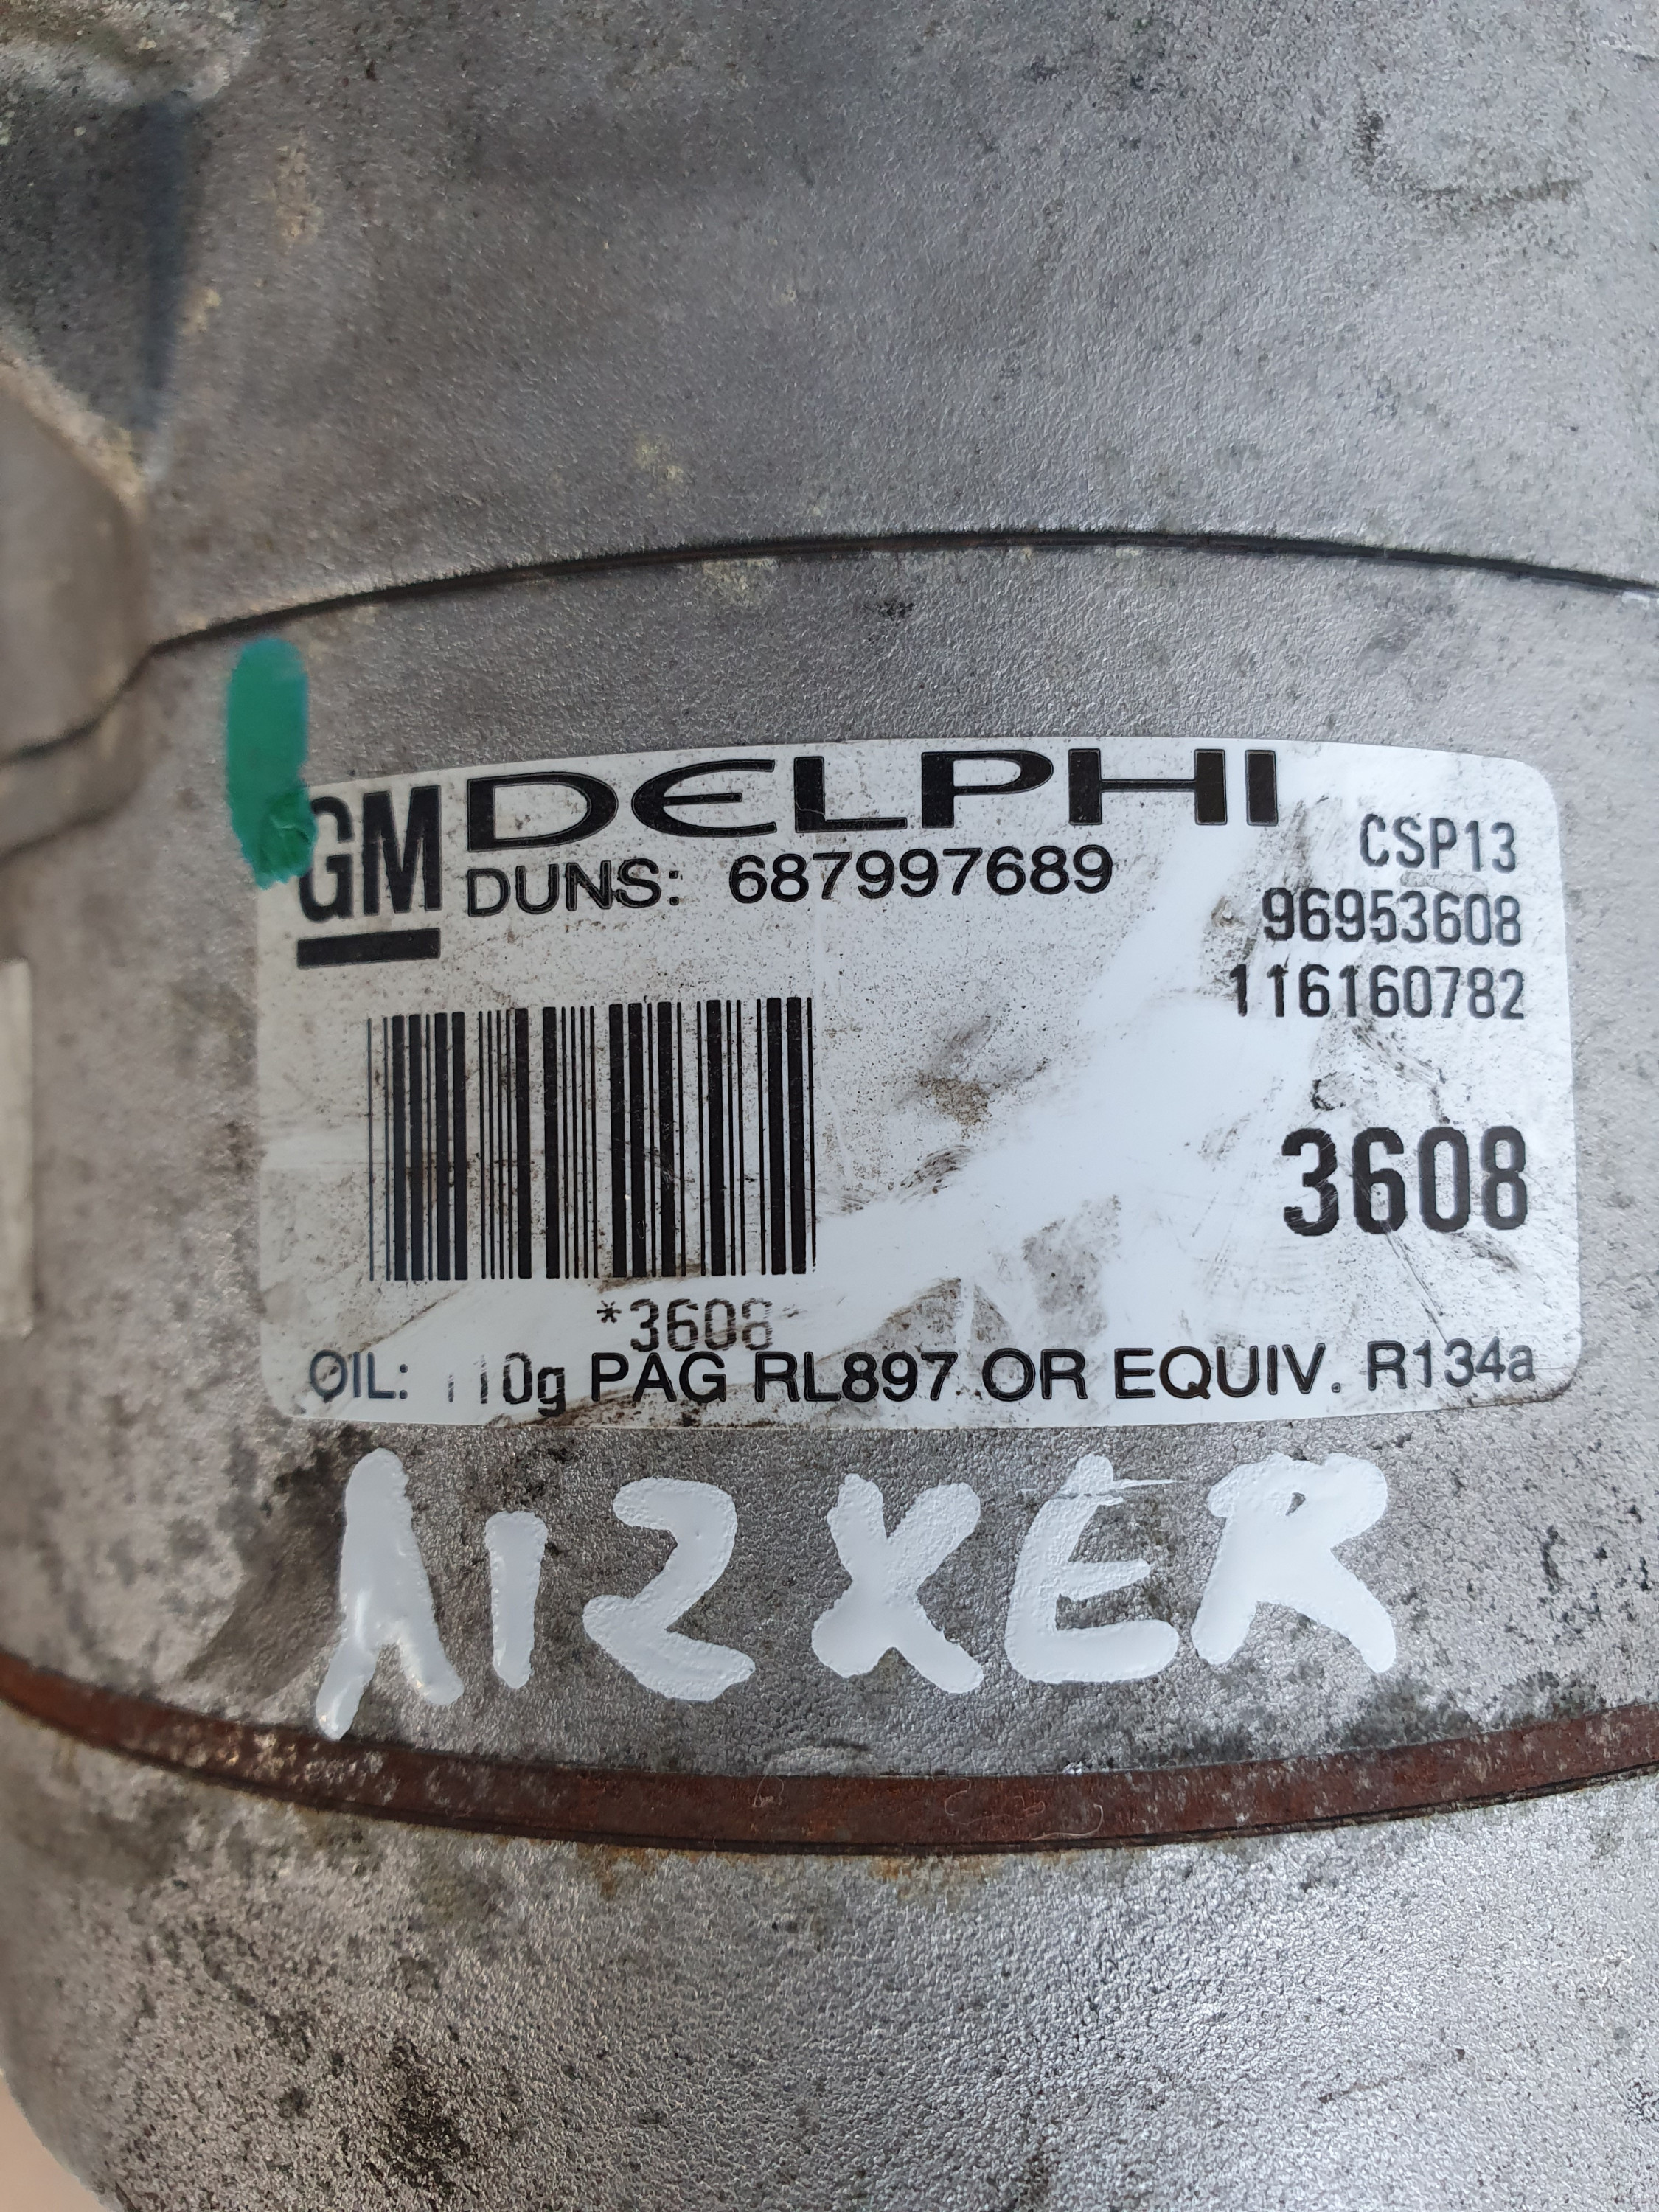 GM DELPHI
DUNS: 687997689
CSP13
96953608
116160782
3608
*3608*
OIL: 110g PAG RL897 OR EQUIV. R134a
A12XER